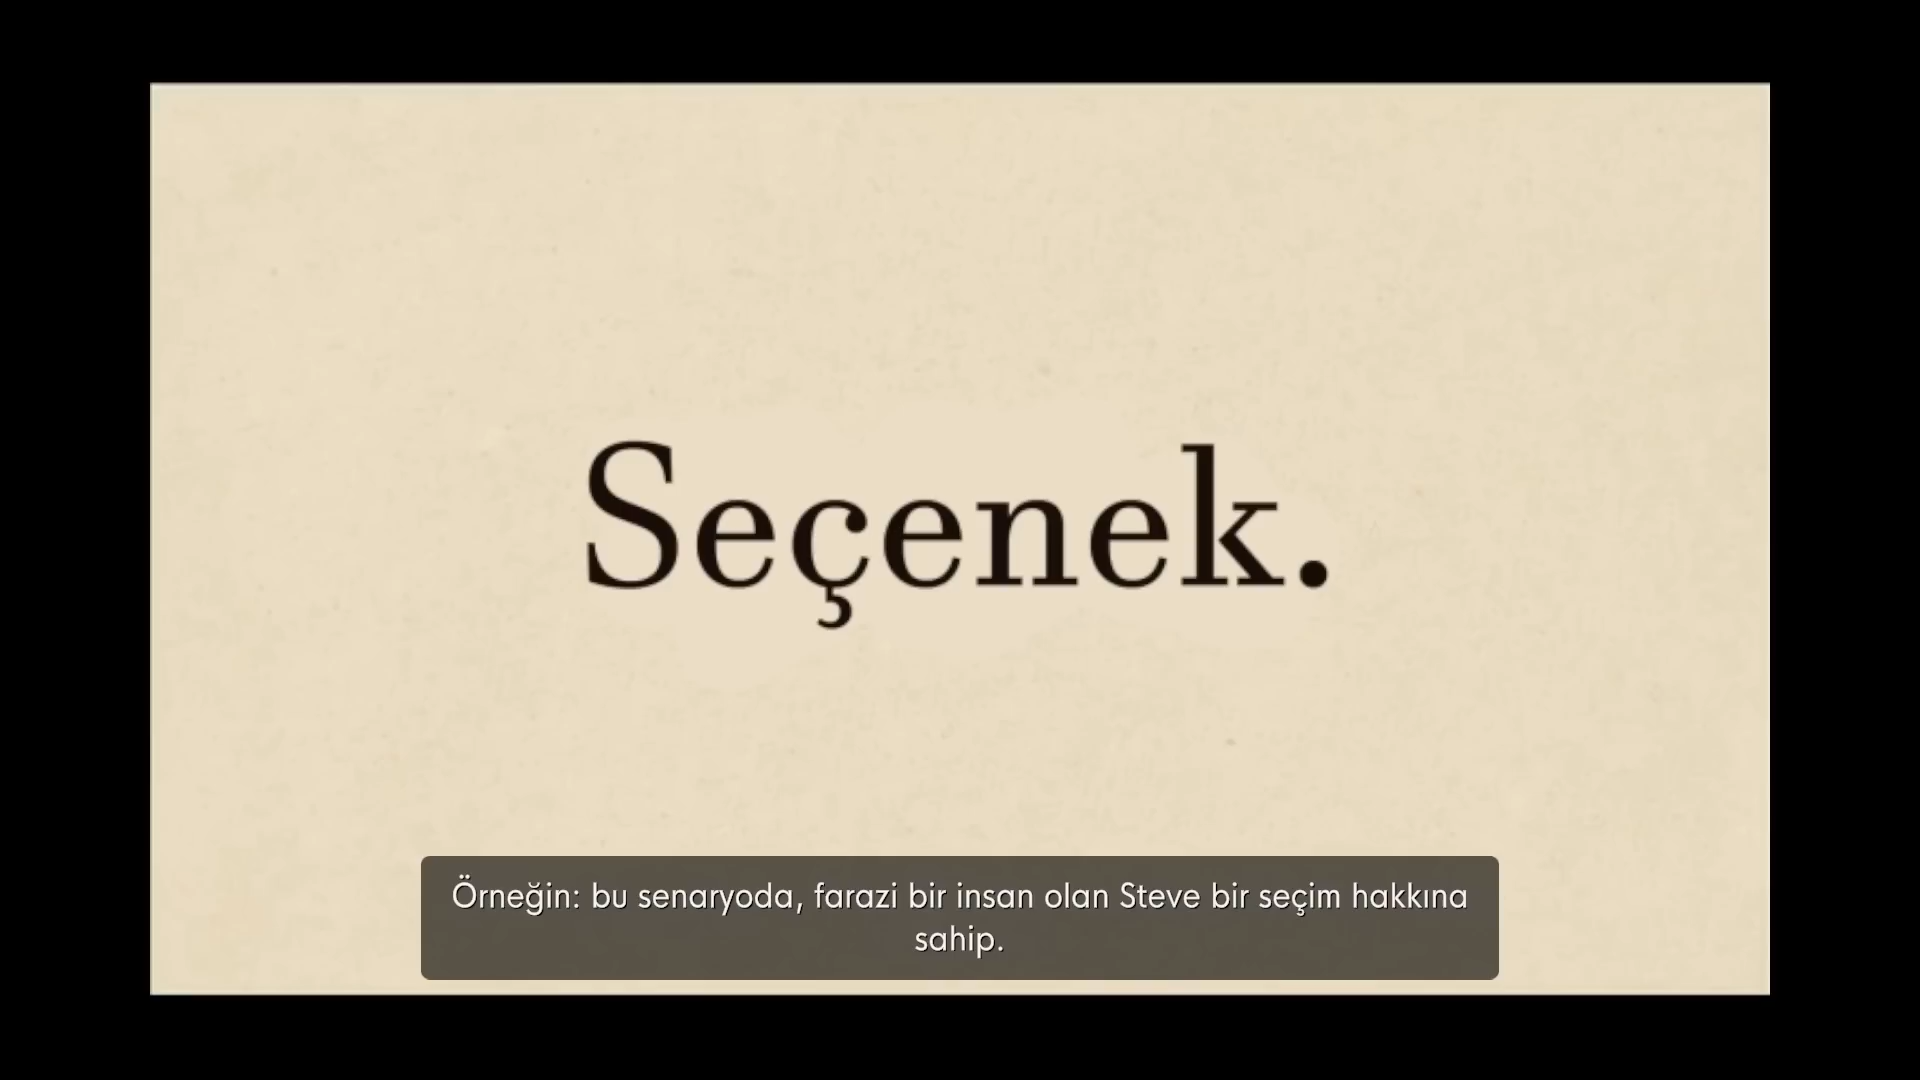 Seçenek.
Örneğin: bu senaryoda, farazi bir insan olan Steve bir seçim hakkına
sahip.